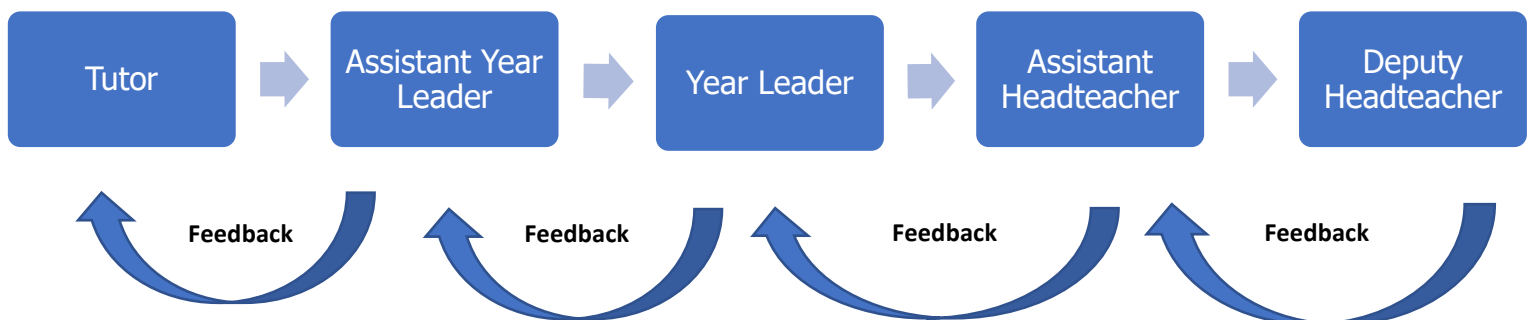 Tutor
Assistant Year
Leader
Year Leader
Assistant
Headteacher
Deputy
Headteacher
Feedback
Feedback
Feedback
Feedback